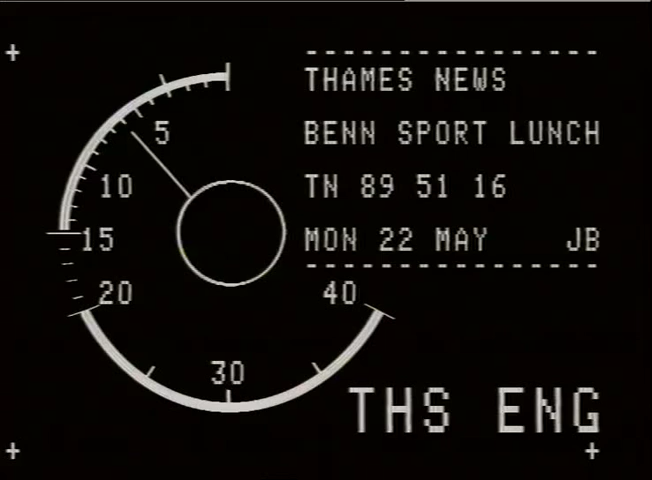 THAMES NEWS
BENN SPORT LUNCH
TN 89 51 16
MON 22 MAY JB
5
10
15
20
30
40
THS ENG